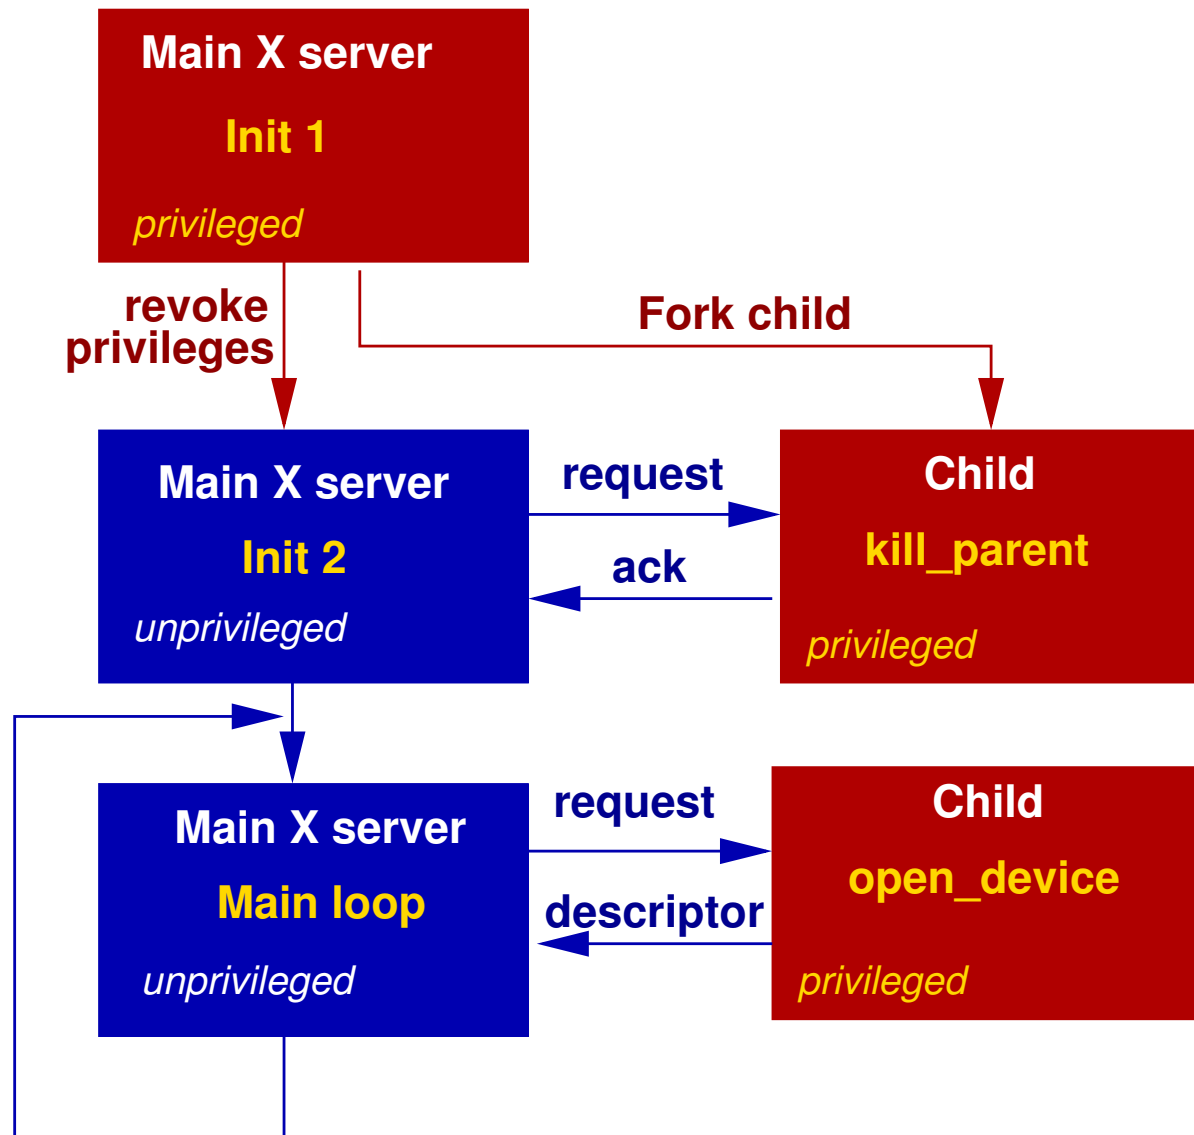 Main X server
Init 1
privileged
revoke
privileges
Fork child
Main X server
Init 2
unprivileged
request
ack
Child
kill_parent
privileged
Main X server
Main loop
unprivileged
request
descriptor
Child
open_device
privileged